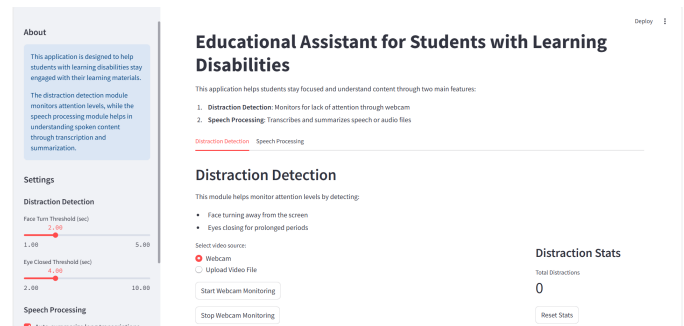 Deploy
About
This application is designed to help
students with learning disabilities stay
engaged with their learning materials.
The distraction detection module
monitors attention levels, while the
speech processing module helps in
understanding spoken content
through transcription and
summarization.
Settings
Distraction Detection
Face Turn Threshold (sec)
2.00
1.00 5.00
Eye Closed Threshold (sec)
4.00
2.00 10.00
Speech Processing
Educational Assistant for Students with Learning
Disabilities
This application helps students stay focused and understand content through two main features:
1. Distraction Detection: Monitors for lack of attention through webcam
2. Speech Processing: Transcribes and summarizes speech or audio files
Distraction Detection Speech Processing
Distraction Detection
This module helps monitor attention levels by detecting:
• Face turning away from the screen
• Eyes closing for prolonged periods
Select video source:
Webcam
Upload Video File
Start Webcam Monitoring
Stop Webcam Monitoring
Distraction Stats
Total Distractions
0
Reset Stats